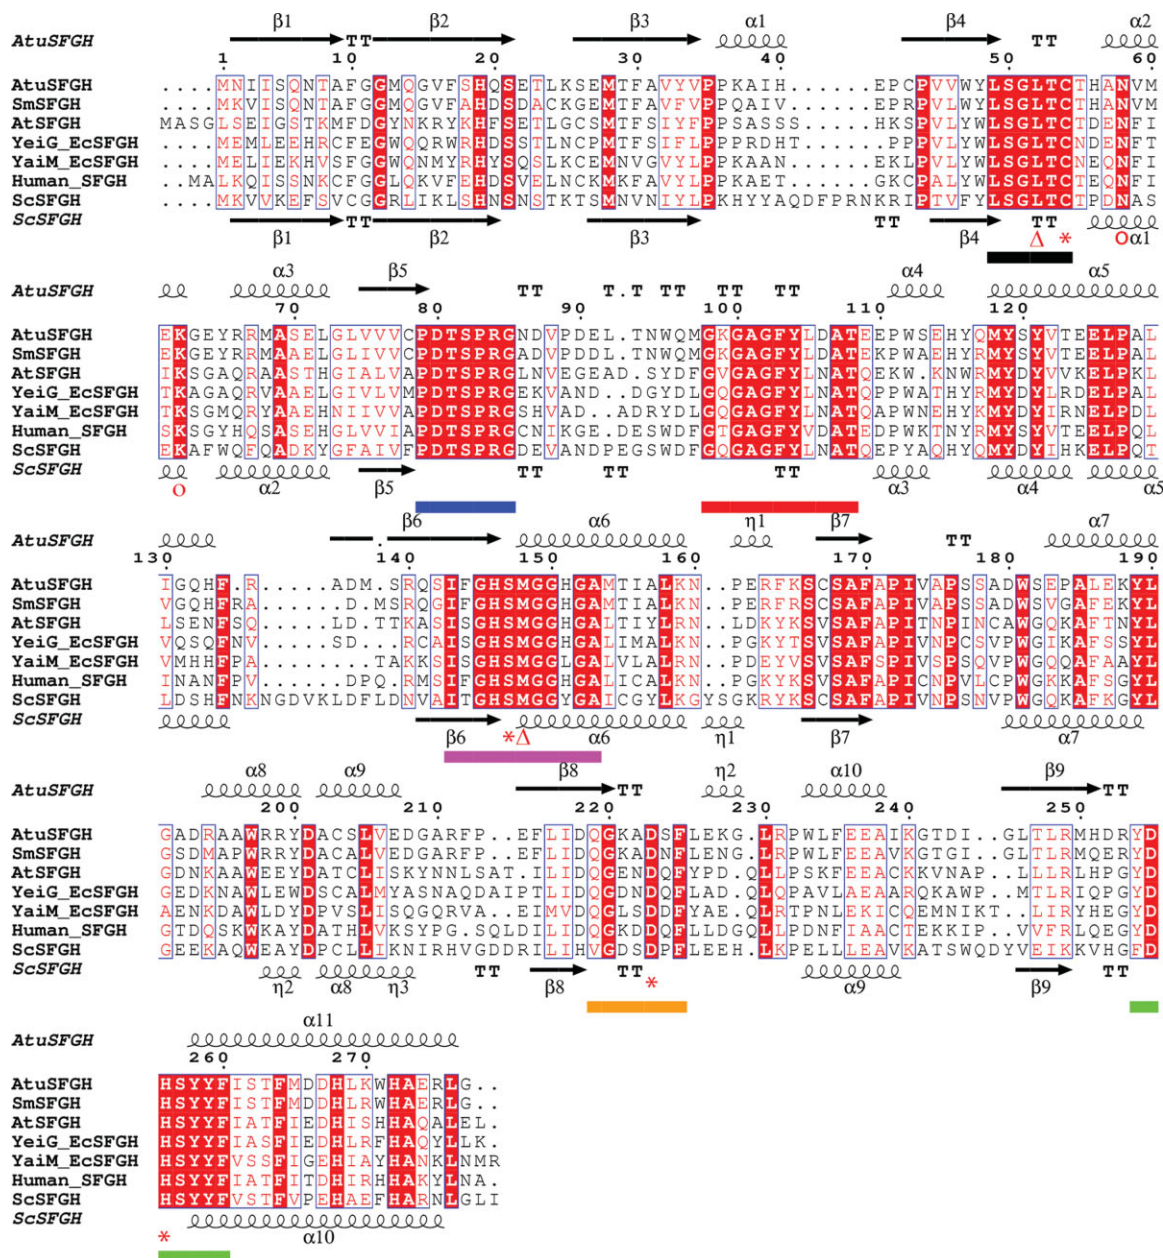 β1 β2 β3 α1 β4 α2
AtuSFGH TT TT
1 10 20 30 40 50 60
AtuSFGH ....MNIISQNTAFGGMQGVFSHQSETLKSEMTFAVYVPPKAIH......EPCPVVWYLSGLTCTHANVM
SmSFGH ....MKVISQNTAFGGMQGVFSHDSDACKGEMTFAVFVPPQAIV......EPRPVVWYLSGLTCTHANVM
AtSFGH MASGLSEIGSTKMFDGYNKRYKHFSETLGCSMTFSIYFPPSASSS.....HKSPVLYWLSGLTCTDENFI
YeiG_EcSFGH ....MEMLEEHRCFEGWQQRWRHDSSTLNCPMTFSIFLPPPRDHT.....PPPVLYWLSGLTCNDENFT
YaiM_EcSFGH ....MELIEKHVSFGGWQNMYRHYSQSLKCEMNVGVYLPPKAAN......EKLPVLYWLSGLTCNEQNFI
Human_SFGH ..MALKQISSNKCFGGLQKVFEHDSVELNCKMKFAVYLPPKAET......GKCPALYWLSGLTCTEQNFI
ScSFGH ....MKVVKEFSVCGGRLIKLSHNSNSTKTSMNVNIYLPKHYYAQDFPRNKRIPTVFYLSGLTCTPDNAS
ScSFGH TT TT TT
β1 β2 β3 β4 Δ * O α1
α3 β5 α4 α5
AtuSFGH TT T.T TT TT TT
70 80 90 100 110 120
AtuSFGH EKGEYRRMASELGLVVVCPDTSPRGNDVPDEL.TNWQMGKGAGFYLDATEEPWSEHYQMYSYVTEELPAL
SmSFGH EKGEYRRMAAELGLIVVCPDTSPRGADVPDDL.TNWQMGKGAGFYLDATEKPWAEHYQMYSYVTEELPAL
AtSFGH IKSGAQRAASTHGIALVAPDTSPRGLNVEGEAD.SYDFGVGAGFYLNATQEKWKNWRMYDYVVKELPKL
YeiG_EcSFGH TKAGAQRVAAELGIVLVMPDTSPRGEKVAND..DGYDLGQGAGFYLNATQPPWATHYRMYDYLRDELPAL
YaiM_EcSFGH TKSGMQRYAAEHNIIVVAPDTSPRGSHVAD..ADRYDLGQGAGFYLNATQAPWNEHYKMYDYIRNELPDL
Human_SFGH SKSGYHQSASEHGLVVIAPDTSPRGCNIKGE.DESWDFGTGAGFYVDATEDPWKTNYRMYSYVTEELPQL
ScSFGH EKAFWQFQADKYGFAIVFPDTSPRGDEVANDPEGSWDFGQGAGFYLNATQEPYAQHYQMYDYIHKELPQT
ScSFGH TT TT TT
O α2 β5 α3 α4 α5
β6 α6 η1 β7 α7
AtuSFGH . TT
130 140 150 160 170 180 190
AtuSFGH IGQHF.R.....ADM.SRQSIFGHSMGGHGAMTIALKN..PERFKSCSAFAPIVAPSSADWSEPALEKYL
SmSFGH VGQHFRA......D.MSRQGIFGHSMGGHGAMTIALKN..PERFRSCSAFAPIVAPSSADWSVGAFEKYL
AtSFGH LSENFSQ.....LD.TTKASISGHSMGGHGALTIYLRN..LDKYKSVSAFAPITNPINCAWGQKAFTNYL
YeiG_EcSFGH VQSQFNV.....SD...RCAISGHSMGGHGALIMALKN..PGKYTSVSAFAPIVNPCSVPWGIKAFSSYL
YaiM_EcSFGH VMHHFPA.......TAKKSISGHSMGGLGALVLALRN..PDEYVSVSAFSPIVSPSQVPWGQQAFAAYL
Human_SFGH INANFPV......DPQ.RMSIFGHSMGGHGALICALKN..PGKYKSVSAFAPICNPVLCPWGKKAFSGYL
ScSFGH LDSHFNKNGDVKLDFLDNVAITGHSMGGYGAICGYLKGYSGKRYKSCSAFAPIVNPSNVPWGQKAFKGYL
ScSFGH
β6 * Δ α6 η1 β7 α7
α8 α9 β8 η2 α10 β9
AtuSFGH TT TT
200 210 220 230 240 250
AtuSFGH GADRAAWRRYDACSLVEDGARFP..EFLIDQGKADSFLEKG.LRPWLFEEAIKGTDI..GLTLRMHDRYD
SmSFGH GSDMAPWRRYDACALVEDGARFP..EFLIDQGKADNFLENG.LRPWLFEEAVKGTGI..GLTLRMQERYD
AtSFGH GDNKAAWEEYDATCLISKYNNLSAT.ILIDQGENDQFYPD.QLLPSKFEEACKKVNAP..LLLRLHPGYD
YeiG_EcSFGH GEDKNAWLEWDSCALMYASNAQDAIPTLIDQGDNDQFLAD.QLQPAVLAEAARQKAWP..MTLRIQPGYD
YaiM_EcSFGH AENKDAWLDYDPVSLISQGQRVA..EIMVDQGLSDDFYAE.QLRTPNLEKICQEMNIKT..LIRYHEGYD
Human_SFGH GTDQSKWKAYDATHLVKSYPG.SQLDILIDQGKDDQFLLDGQLLPDNFIAACTEKKIP..VVFRLQEGYD
ScSFGH GEEKAQWEAYDPCLLIKNIRHVGDDRILIHVGDSDPFLEEH.LKPELLLEAVKATSWQDYVEIKKVHGFD
ScSFGH TT TT TT
η2 α8 η3 β8 * α9 β9
α11
AtuSFGH
260 270
AtuSFGH HSYYFISTFMDDHLKWHAERLG..
SmSFGH HSYYFISTFMDDHLRWHAERLG..
AtSFGH HSYYFIATFIEDHISHHAQALEL.
YeiG_EcSFGH HSYYFIASFIEDHLRFHAQYLLK.
YaiM_EcSFGH HSYYFVSSFIGEHIAYHANKLNMR
Human_SFGH HSYYFIATFITDHIRHHAKYLNA.
ScSFGH HSYYFVSTFVPEHAEFHARNLGLI
ScSFGH
* α10